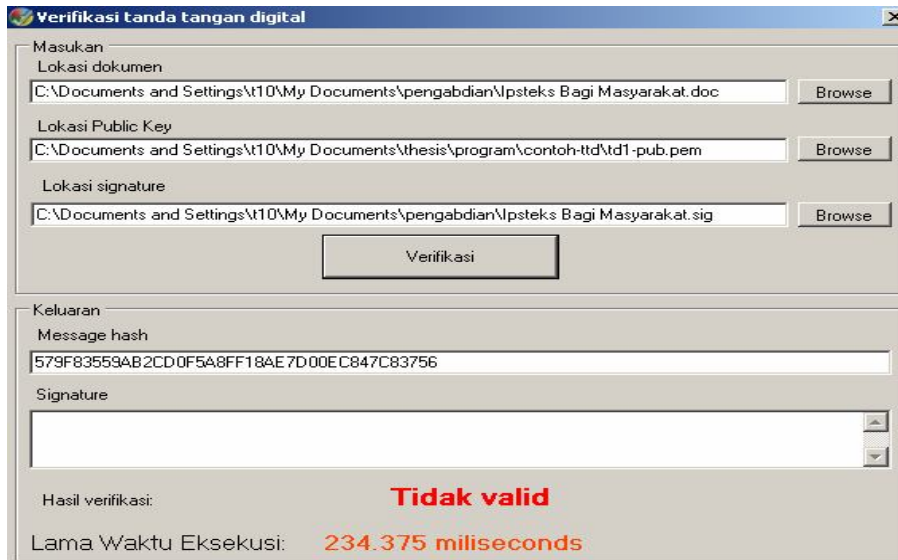 Verifikasi tanda tangan digital
Masukan
Lokasi dokumen
C:\Documents and Settings\t10\My Documents\pengabdian\Ipsteks Bagi Masyarakat.doc
Browse
Lokasi Public Key
C:\Documents and Settings\t10\My Documents\thesis\program\contoh-ttd\td1-pub.pem
Browse
Lokasi signature
C:\Documents and Settings\t10\My Documents\pengabdian\Ipsteks Bagi Masyarakat.sig
Browse
Verifikasi
Keluaran
Message hash
579F83559AB2CD0F5A8FF18AE7D00EC847C83756
Signature
Hasil verifikasi: Tidak valid
Lama Waktu Eksekusi: 234.375 miliseconds